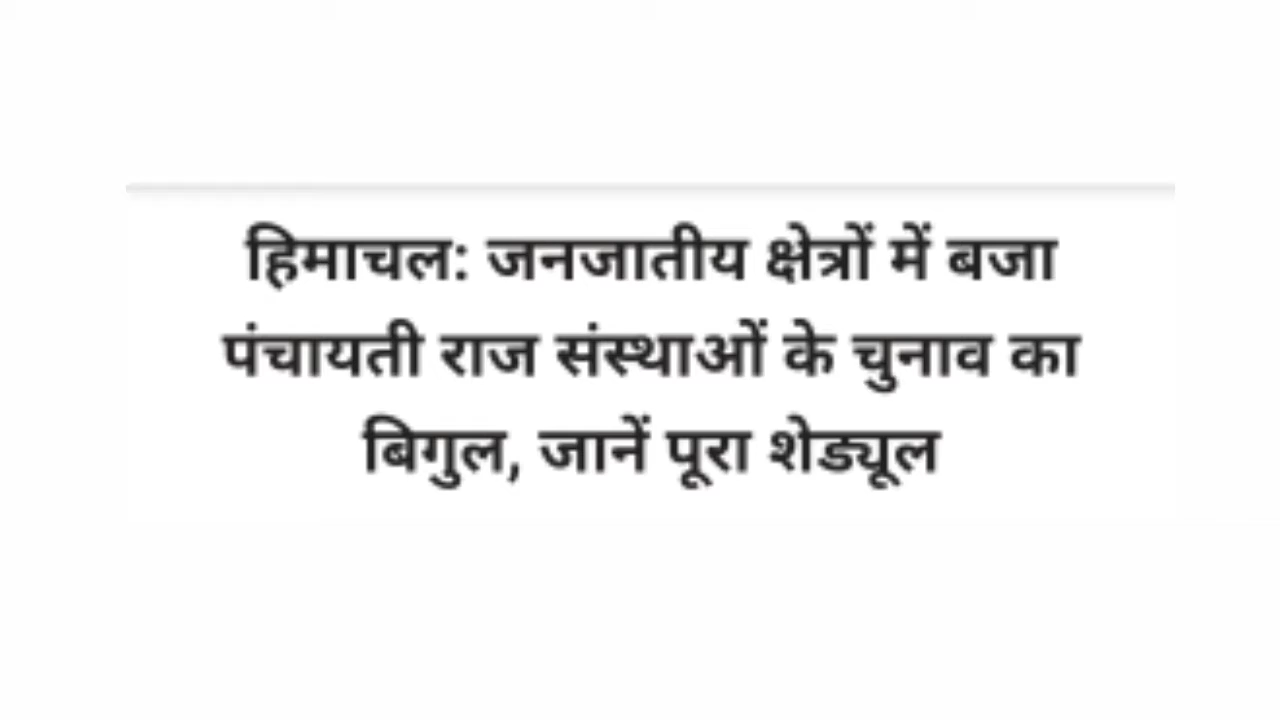 हिमाचल: जनजातीय क्षेत्रों में बजा
पंचायती राज संस्थाओं के चुनाव का
बिगुल, जानें पूरा शेड्यूल